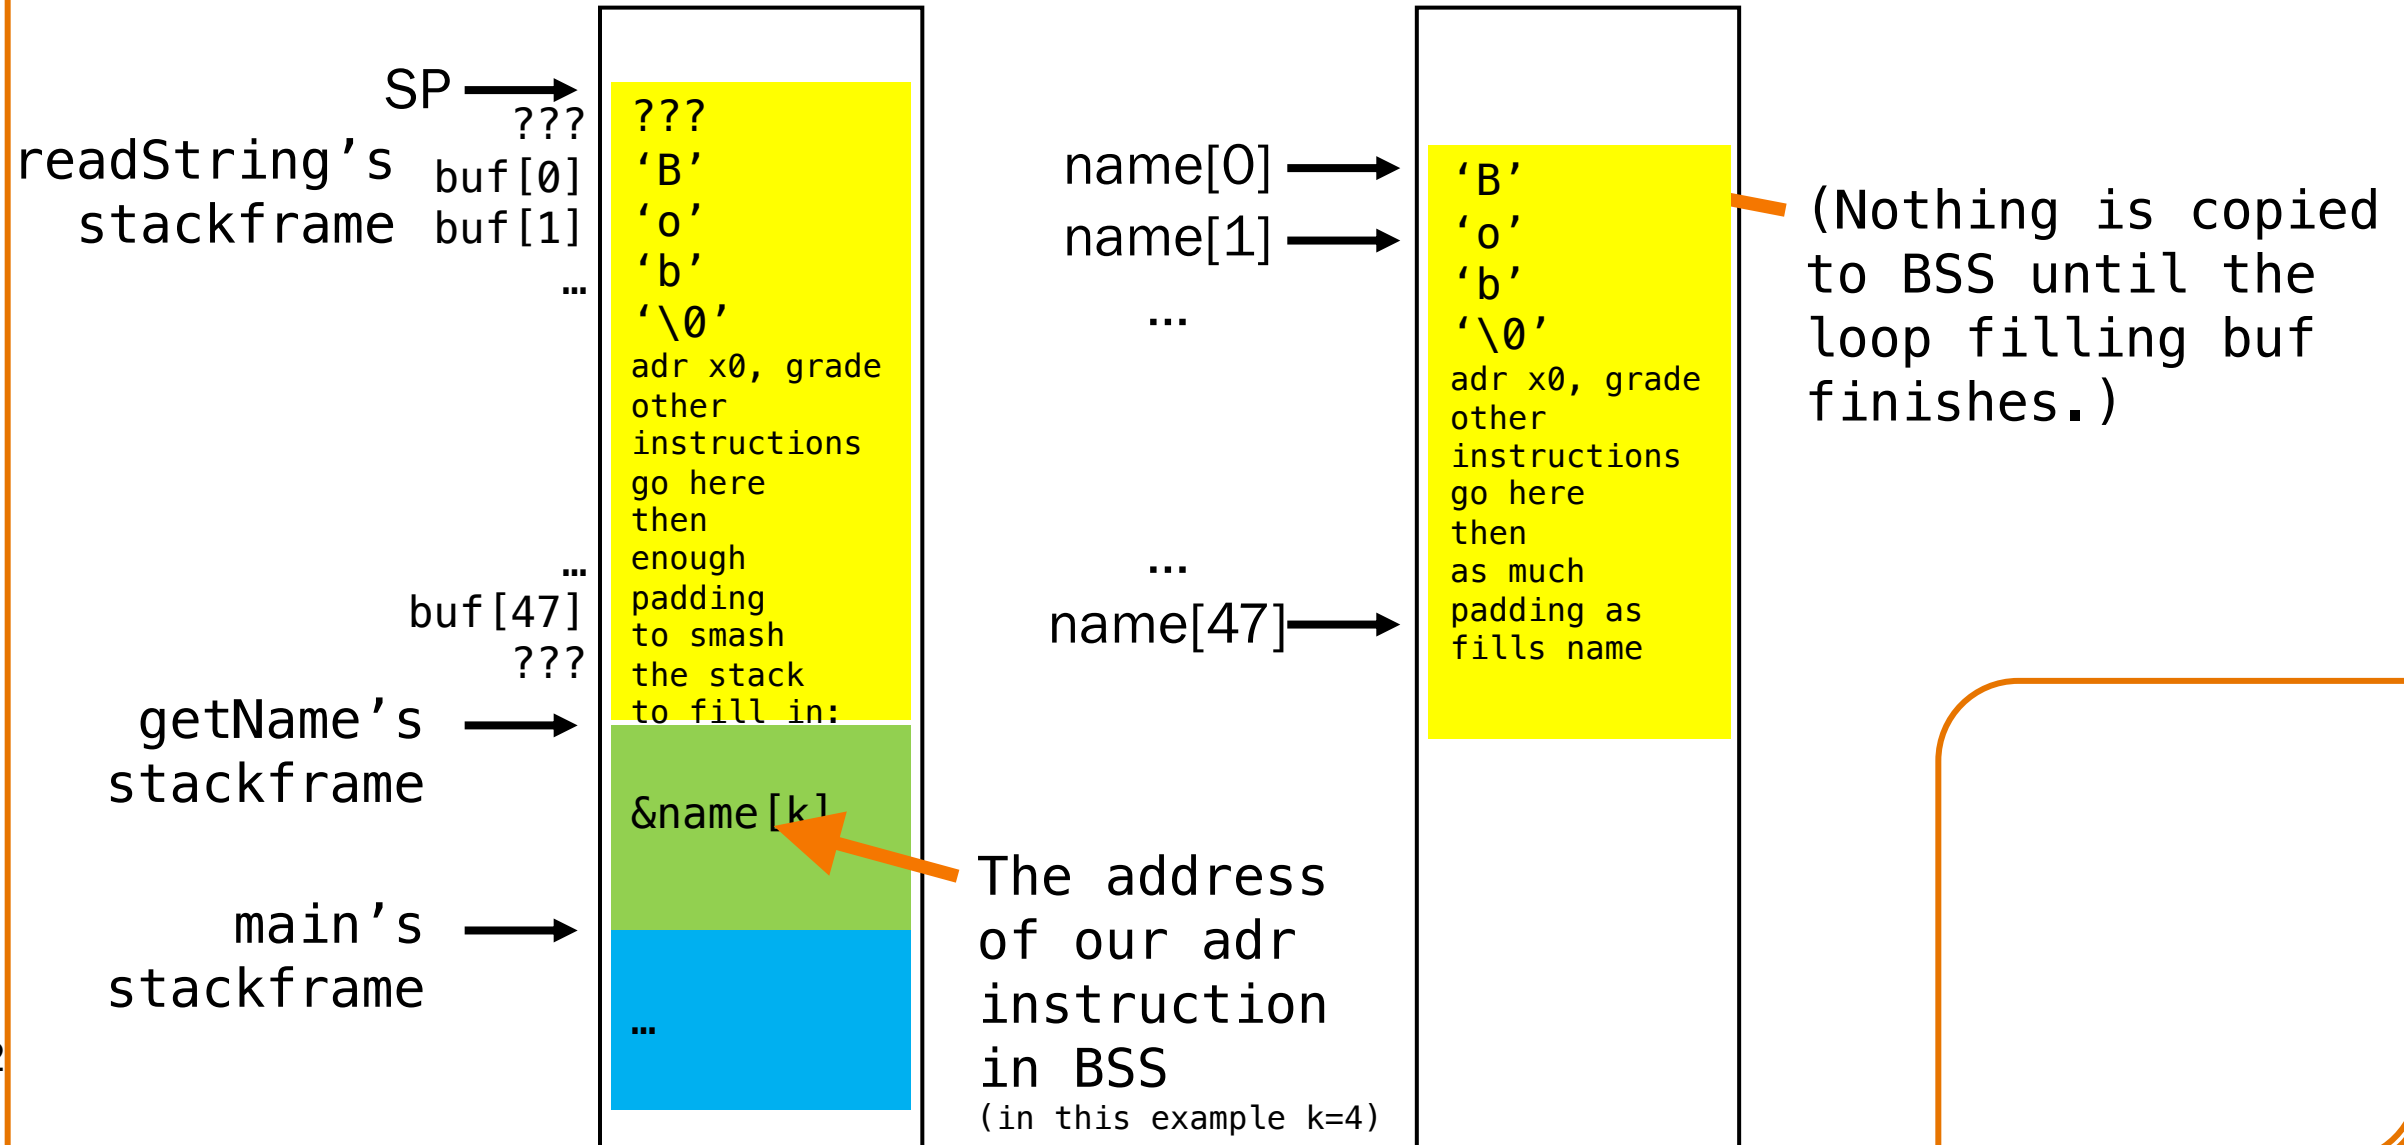 SP
???
readString’s
stackframe
buf[0]
buf[1]
…
…
buf[47]
???
getName’s
stackframe
main’s
stackframe
???
‘B’
‘o’
‘b’
‘\0’
adr x0, grade
other
instructions
go here
then
enough
padding
to smash
the stack
to fill in:
&name[k]
…
name[0]
name[1]
...
...
name[47]
‘B’
‘o’
‘b’
‘\0’
adr x0, grade
other
instructions
go here
then
as much
padding as
fills name
(Nothing is copied
to BSS until the
loop filling buf
finishes.)
The address
of our adr
instruction
in BSS
(in this example k=4)